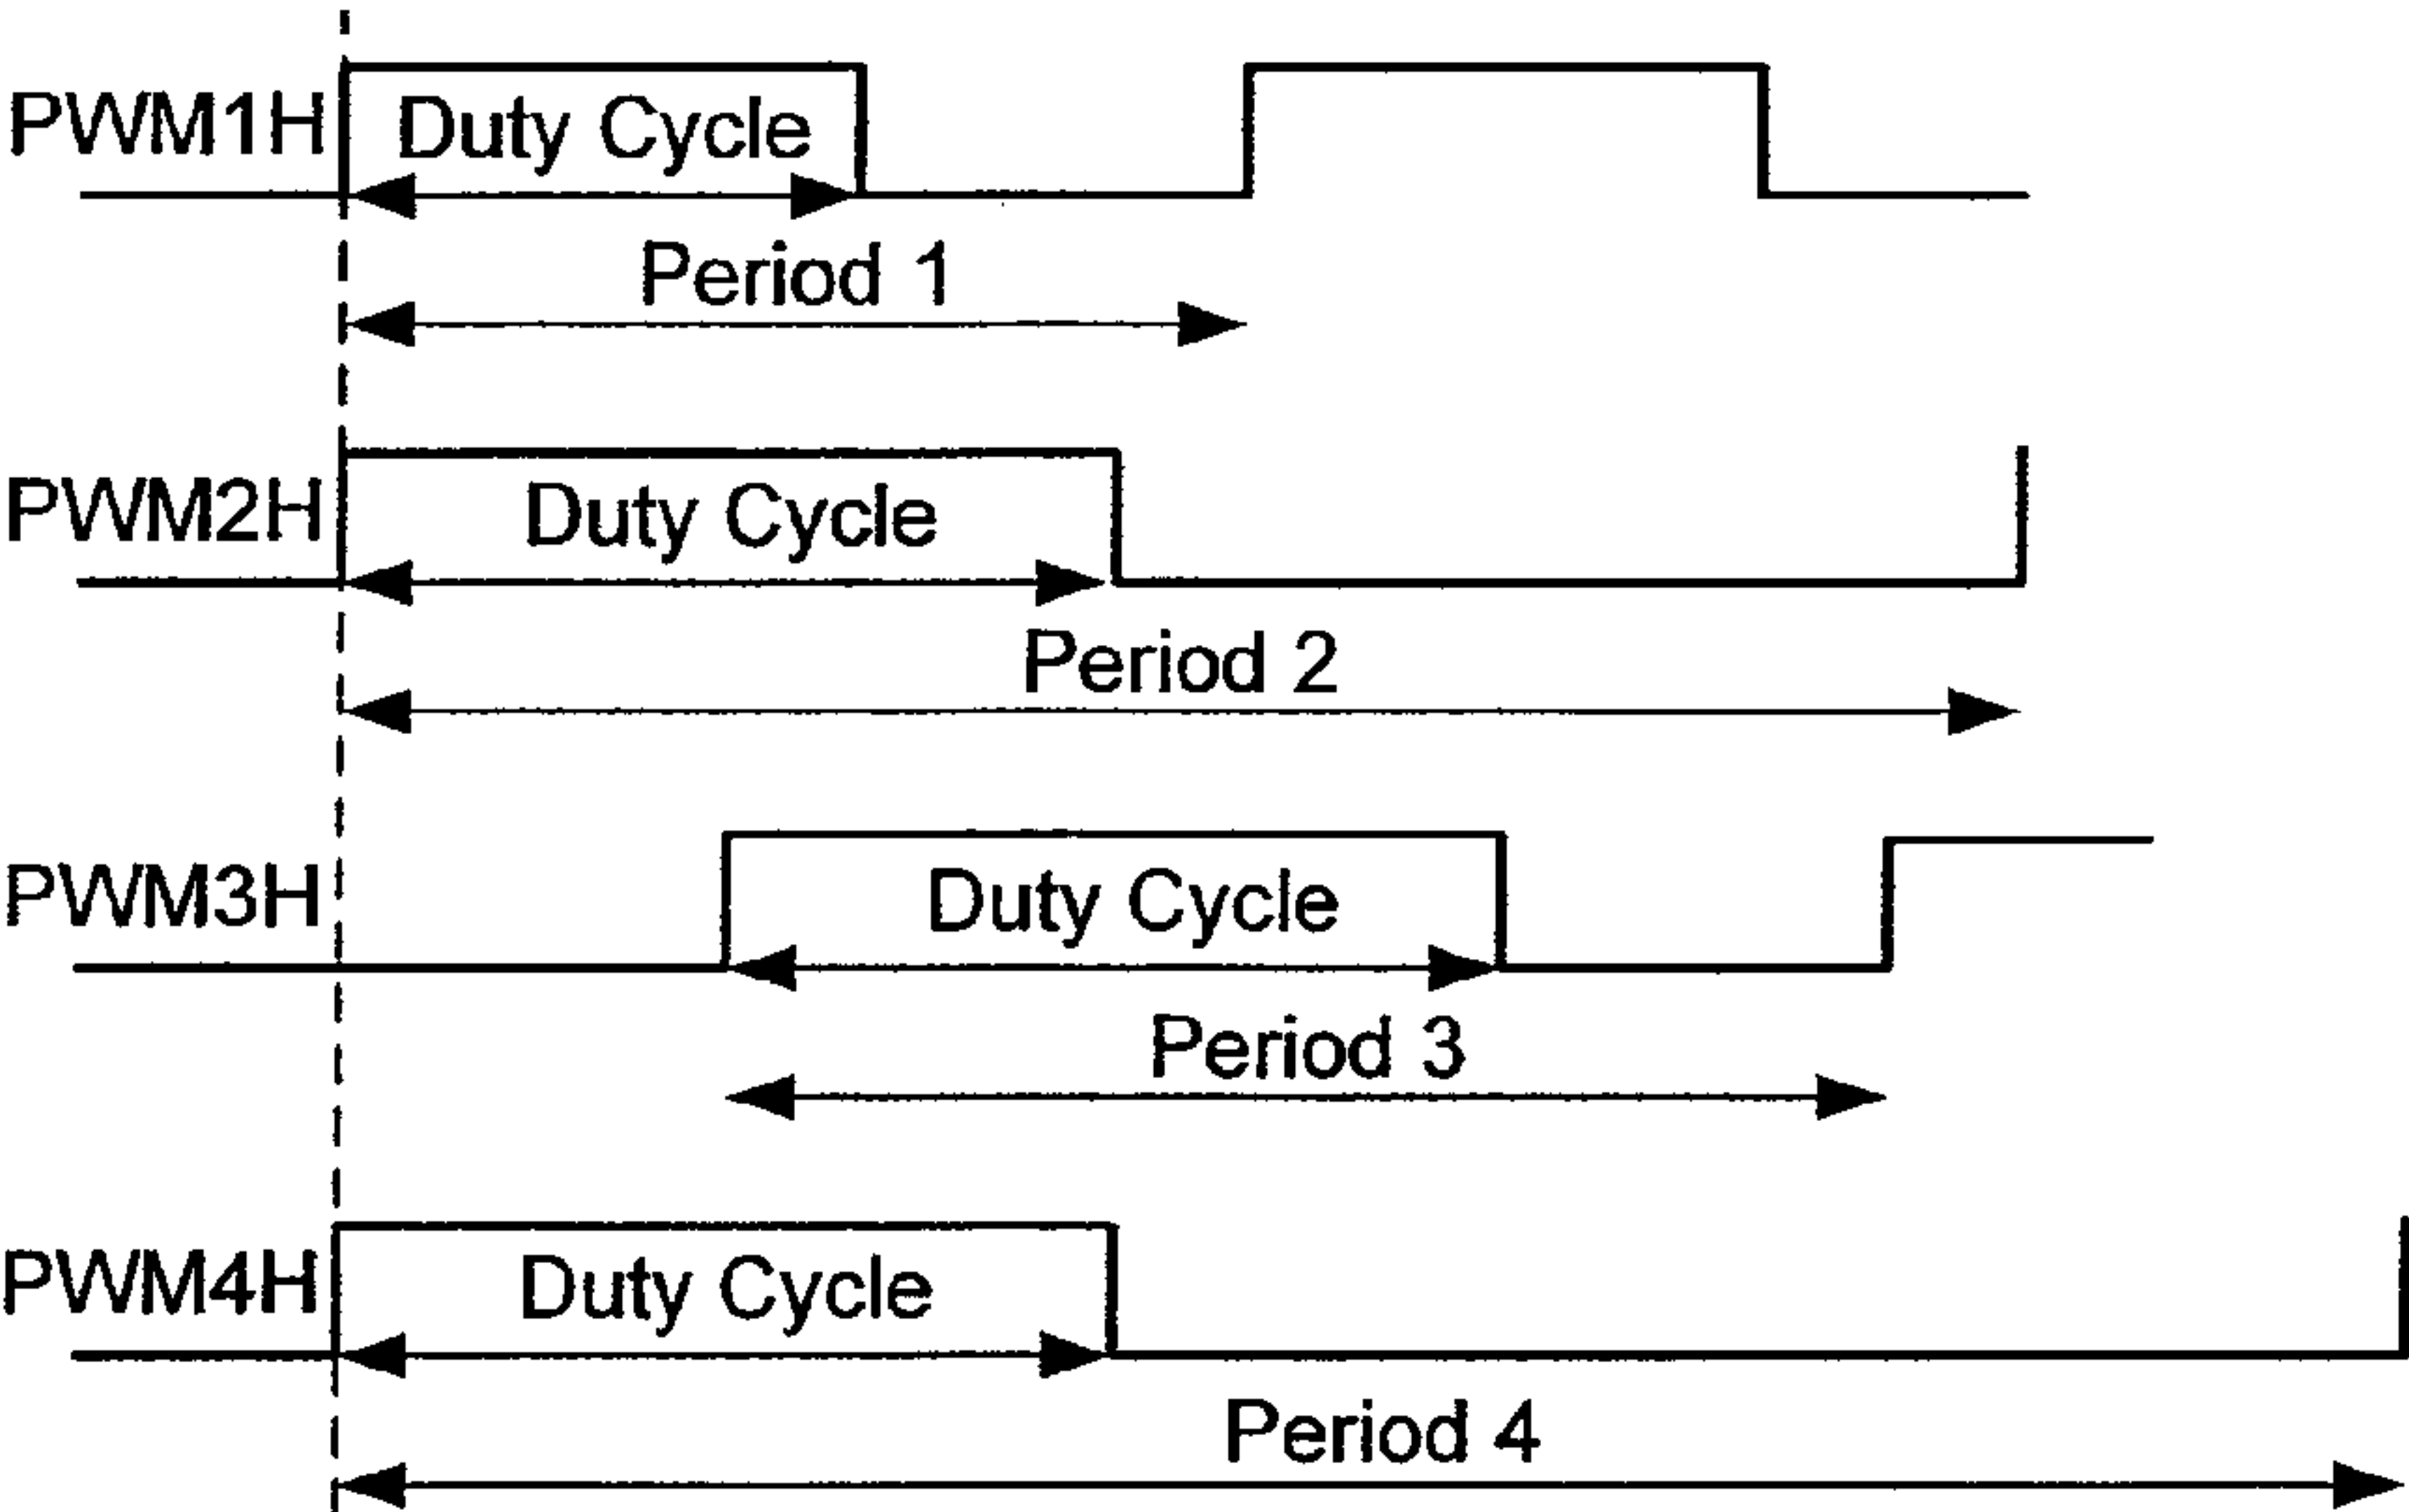 PWM1H Duty Cycle
Period 1
PWM2H Duty Cycle
Period 2
PWM3H Duty Cycle
Period 3
PWM4H Duty Cycle
Period 4